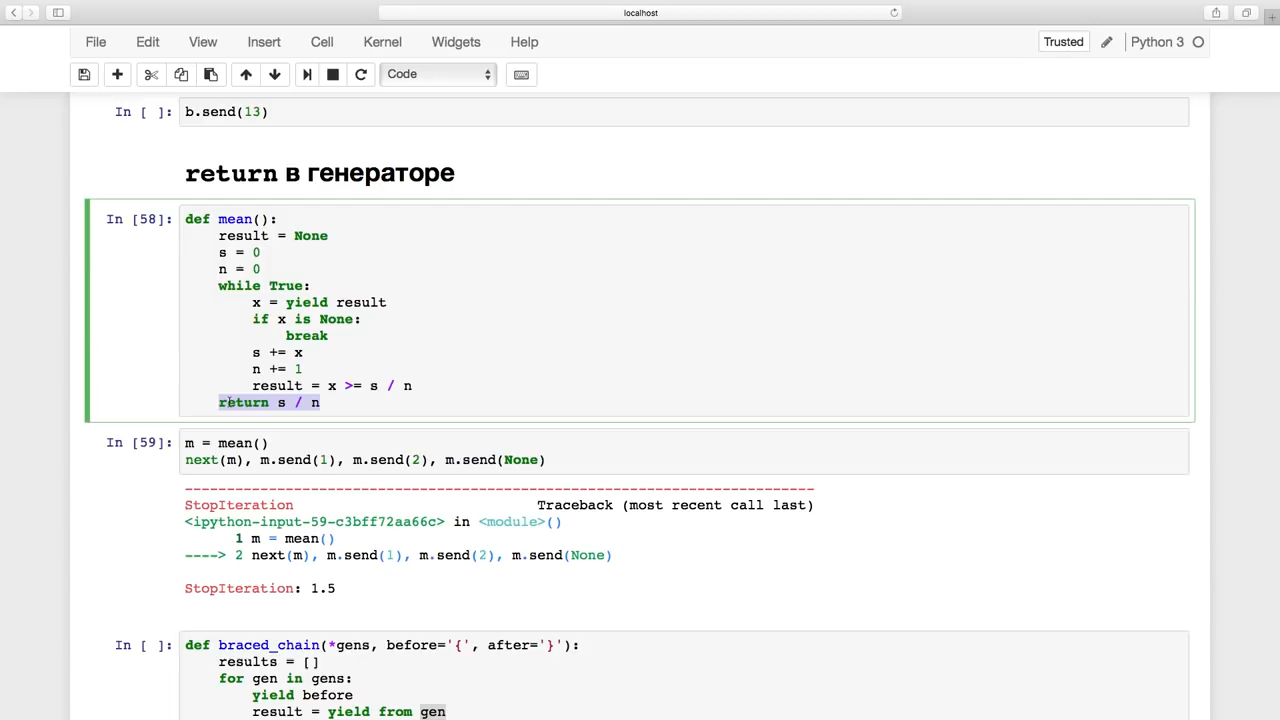 localhost
File Edit View Insert Cell Kernel Widgets Help Trusted Python 3
Code
In [ ]: b.send(13)
return в генераторе
In [58]: def mean():
result = None
s = 0
n = 0
while True:
x = yield result
if x is None:
break
s += x
n += 1
result = x >= s / n
return s / n
In [59]: m = mean()
next(m), m.send(1), m.send(2), m.send(None)
---------------------------------------------------------------------------
StopIteration Traceback (most recent call last)
<ipython-input-59-c3bff72aa66c> in <module>()
1 m = mean()
----> 2 next(m), m.send(1), m.send(2), m.send(None)
StopIteration: 1.5
In [ ]: def braced_chain(*gens, before='{', after='}'):
results = []
for gen in gens:
yield before
result = yield from gen